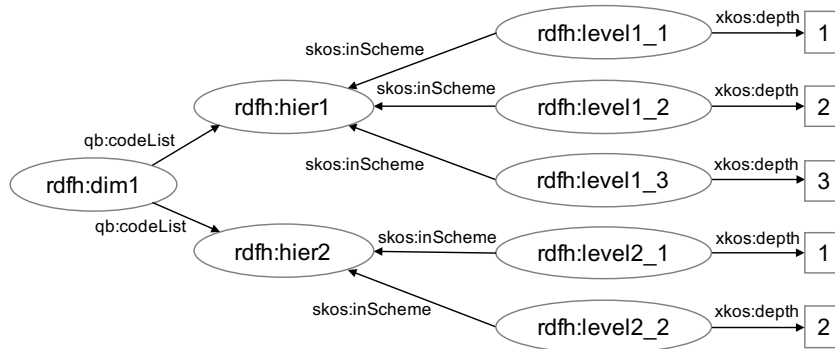 rdfh:level1_1
xkos:depth
1
skos:inScheme
rdfh:hier1
skos:inScheme
rdfh:level1_2
xkos:depth
2
qb:codeList
skos:inScheme
rdfh:level1_3
xkos:depth
3
rdfh:dim1
qb:codeList
rdfh:hier2
skos:inScheme
rdfh:level2_1
xkos:depth
1
skos:inScheme
rdfh:level2_2
xkos:depth
2